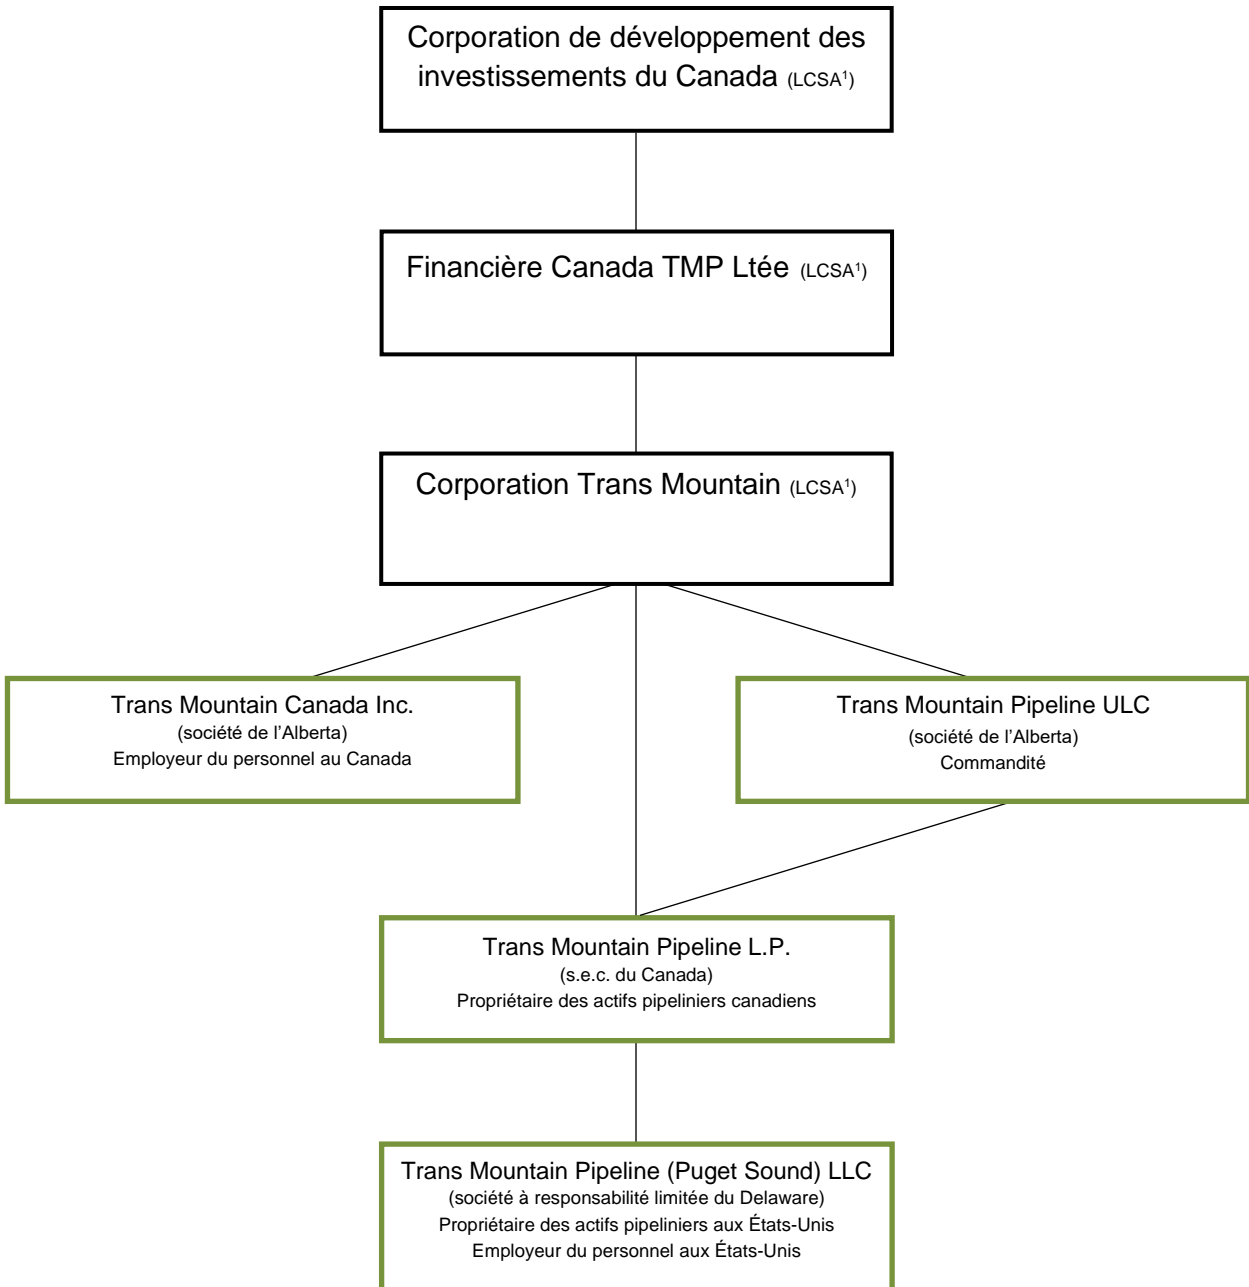 Corporation de développement des
investissements du Canada (LCSA¹)
Financière Canada TMP Ltée (LCSA¹)
Corporation Trans Mountain (LCSA¹)
Trans Mountain Canada Inc.
(société de l’Alberta)
Employeur du personnel au Canada
Trans Mountain Pipeline ULC
(société de l’Alberta)
Commandité
Trans Mountain Pipeline L.P.
(s.e.c. du Canada)
Propriétaire des actifs pipeliniers canadiens
Trans Mountain Pipeline (Puget Sound) LLC
(société à responsabilité limitée du Delaware)
Propriétaire des actifs pipeliniers aux États-Unis
Employeur du personnel aux États-Unis